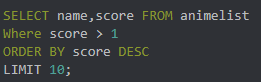 SELECT name,score FROM animelist
Where score > 1
ORDER BY score DESC
LIMIT 10;